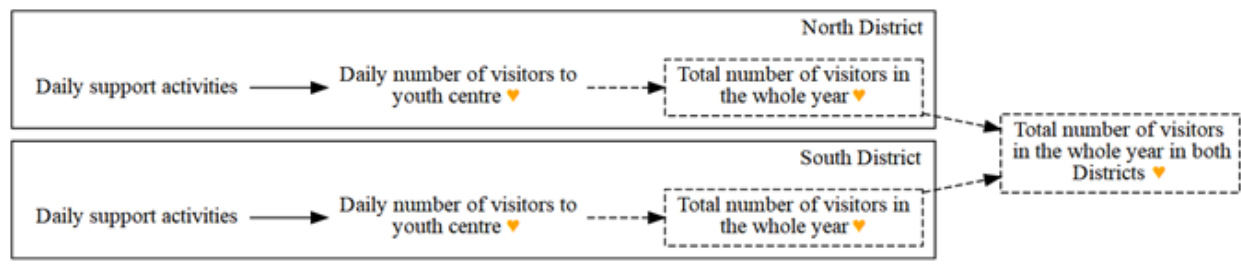 North District
Daily support activities
Daily number of visitors to
youth centre ♥
Total number of visitors in
the whole year ♥
South District
Daily support activities
Daily number of visitors to
youth centre ♥
Total number of visitors in
the whole year ♥
Total number of visitors
in the whole year in both
Districts ♥